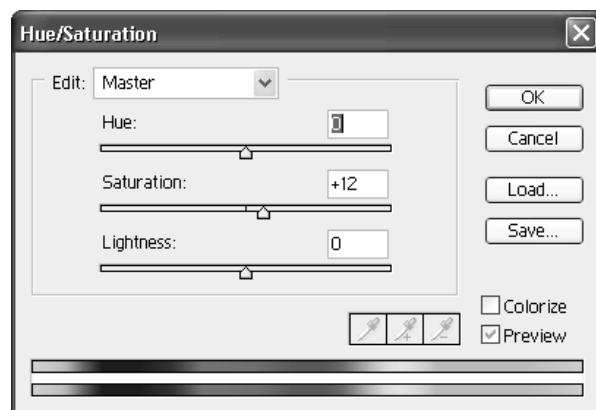 Hue/Saturation
Edit: Master
OK
Hue: 0
Cancel
Saturation: +12
Load...
Save...
Lightness: 0
Colorize
Preview